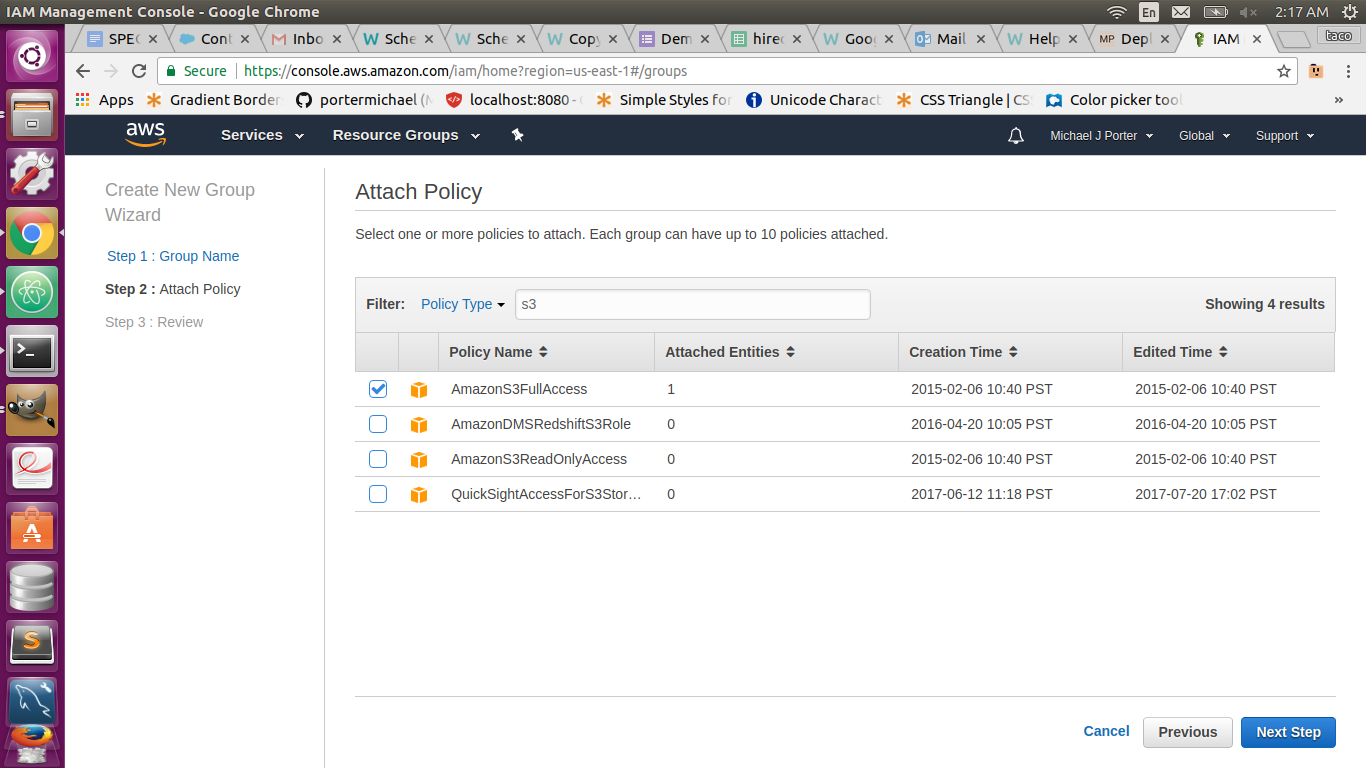 IAM Management Console - Google Chrome
En
2:17 AM
SPEC
Cont
Inbo
Sche
Sche
Copy
Dem
hired
Goog
Mail
Help
MP Depl
IAM
taco
Secure https://console.aws.amazon.com/iam/home?region=us-east-1#/groups
Apps
Gradient Border
portermichael (M
localhost:8080 -
Simple Styles for
i
Unicode Charact
CSS Triangle | CS
Color picker tool
»
aws
Services
Resource Groups
Michael J Porter
Global
Support
Create New Group
Wizard
Step 1 : Group Name
Step 2 : Attach Policy
Step 3 : Review
Attach Policy
Select one or more policies to attach. Each group can have up to 10 policies attached.
Filter: Policy Type s3 Showing 4 results
Policy Name Attached Entities Creation Time Edited Time
AmazonS3FullAccess 1 2015-02-06 10:40 PST 2015-02-06 10:40 PST
AmazonDMSRedshiftS3Role 0 2016-04-20 10:05 PST 2016-04-20 10:05 PST
AmazonS3ReadOnlyAccess 0 2015-02-06 10:40 PST 2015-02-06 10:40 PST
QuickSightAccessForS3Stor... 0 2017-06-12 11:18 PST 2017-07-20 17:02 PST
Cancel Previous Next Step